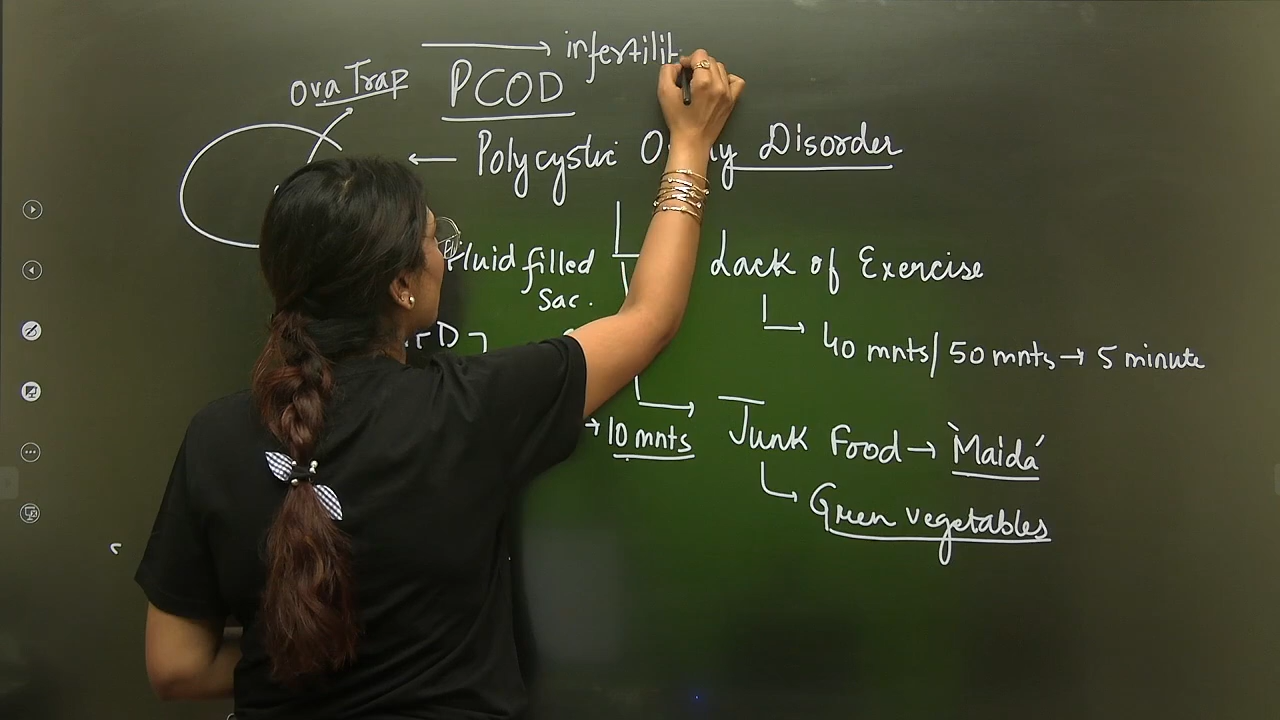 → infertilit
Ova Trap
PCOD
← Polycystic O y Disorder
Fluid filled
Sac.
Lack of Exercise
→ 40 mnts/50 mnts → 5 minute
→ 10 mnts
→ Junk Food → 'Maida'
→ Green vegetables